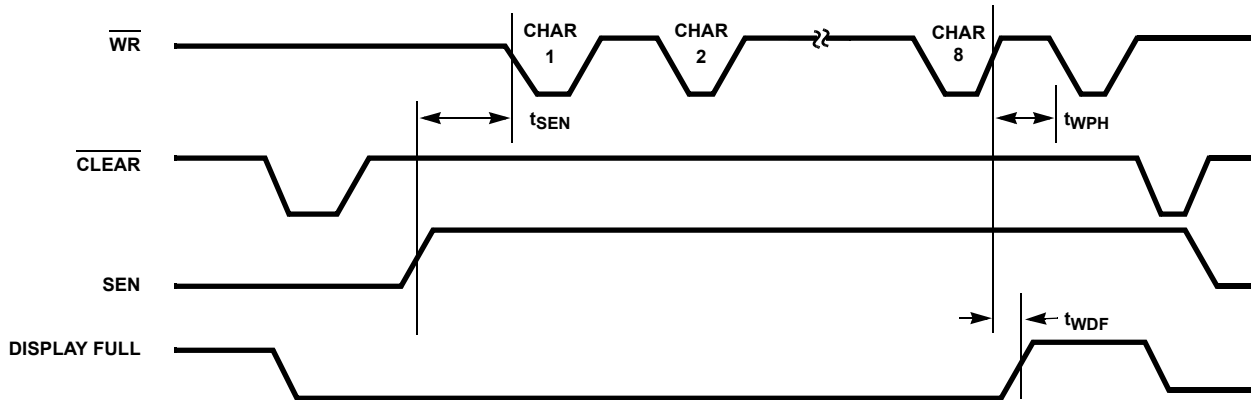 WR
CHAR 1
CHAR 2
CHAR 8
tSEN
tWPH
CLEAR
SEN
tWDF
DISPLAY FULL